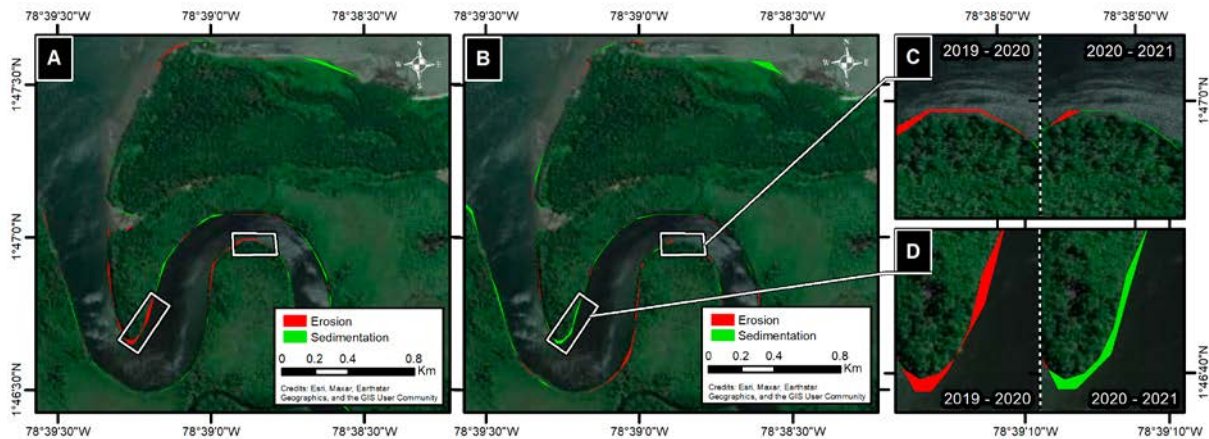 78°39'30"W 78°39'0"W 78°38'30"W 78°39'30"W 78°39'0"W 78°38'30"W 78°38'50"W 78°38'50"W
A
N
W E
S
B
N
W E
S
C
2019 - 2020
2020 - 2021
1°47'30"N
1°47'0"N
1°46'30"N
1°47'0"N
D
2019 - 2020
2020 - 2021
1°46'40"N
Erosion
Sedimentation
0 0.2 0.4 0.8
Km
Credits: Esri, Maxar, Earthstar
Geographics, and the GIS User Community
Erosion
Sedimentation
0 0.2 0.4 0.8
Km
Credits: Esri, Maxar, Earthstar
Geographics, and the GIS User Community
78°39'30"W 78°39'0"W 78°38'30"W 78°39'30"W 78°39'0"W 78°38'30"W 78°39'10"W 78°39'10"W